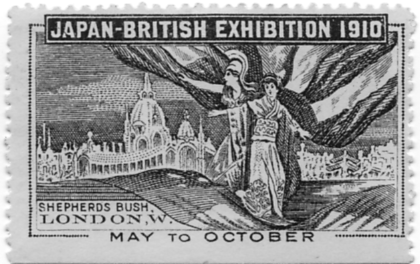 JAPAN-BRITISH EXHIBITION 1910
SHEPHERDS BUSH,
LONDON, W.
MAY TO OCTOBER